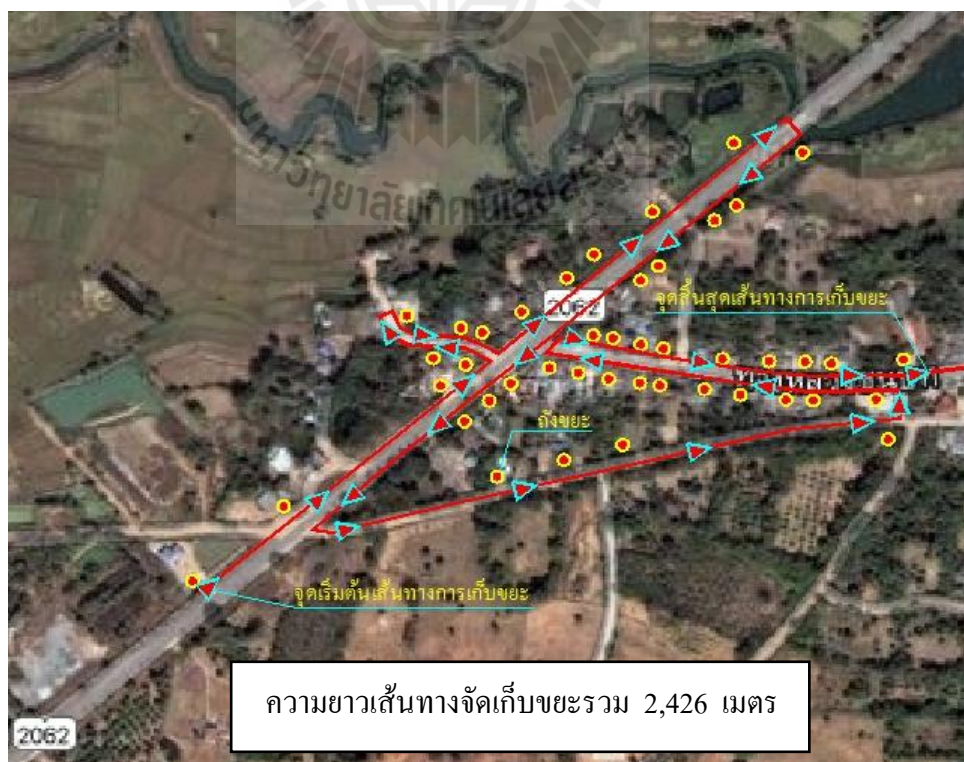 2062
จุดสิ้นสุดเส้นทางการเก็บขยะ
ถังขยะ
จุดเริ่มต้นเส้นทางการเก็บขยะ
ความยาวเส้นทางจัดเก็บขยะรวม 2,426 เมตร
2062